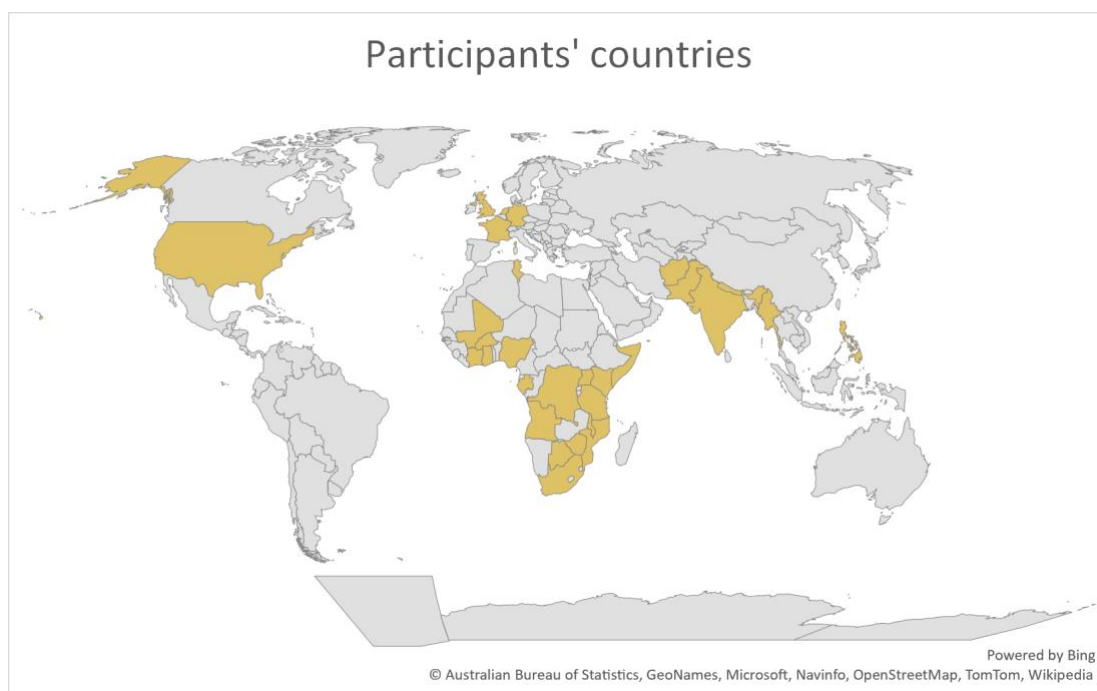 Participants' countries
Powered by Bing
© Australian Bureau of Statistics, GeoNames, Microsoft, Navinfo, OpenStreetMap, TomTom, Wikipedia